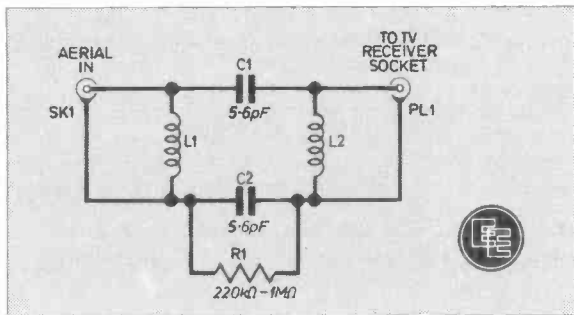 AERIAL
IN
SK1
C1
5·6pF
TO TV
RECEIVER
SOCKET
PL1
L1
L2
C2
5·6pF
R1
220kΩ-1MΩ